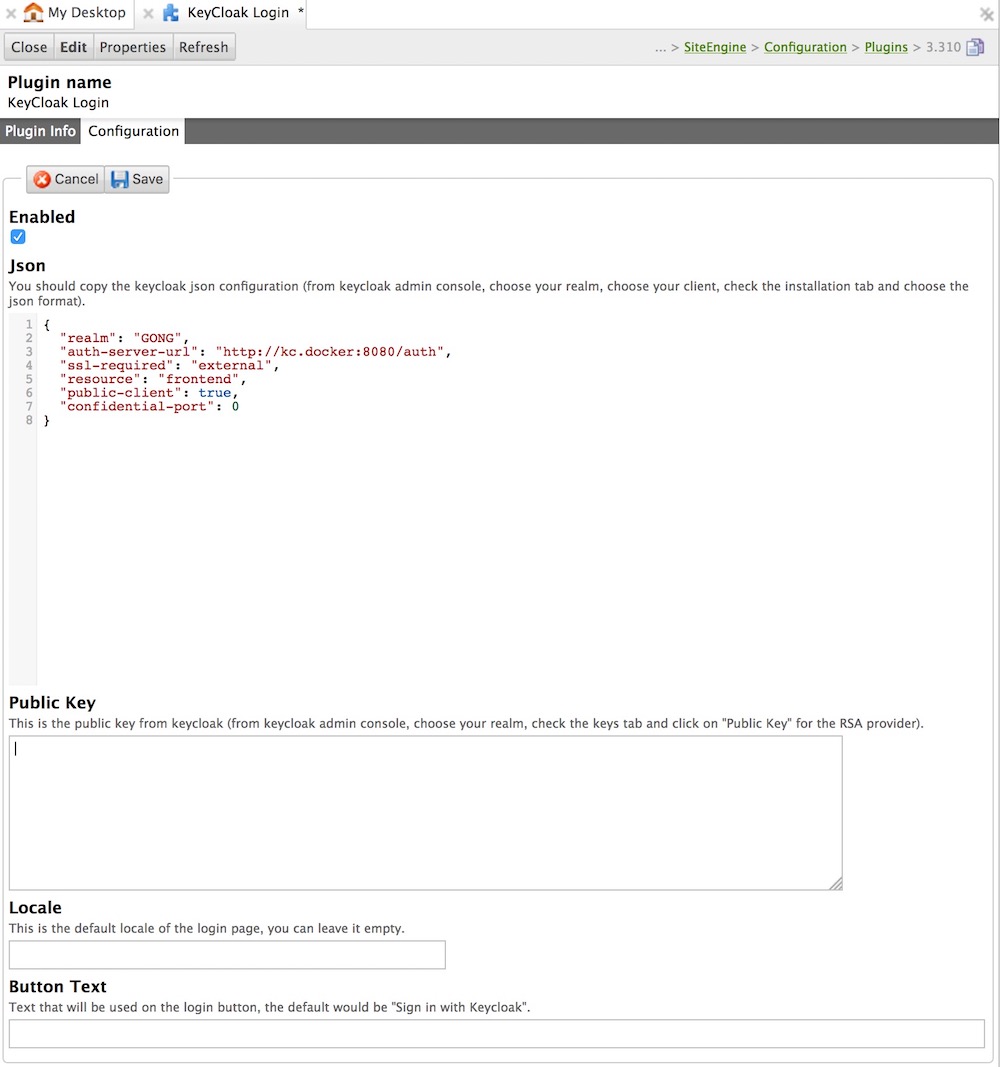 My Desktop KeyCloak Login *
Close Edit Properties Refresh ... > SiteEngine > Configuration > Plugins > 3.310
Plugin name
KeyCloak Login
Plugin Info Configuration
Cancel Save
Enabled
Json
You should copy the keycloak json configuration (from keycloak admin console, choose your realm, choose your client, check the installation tab and choose the
json format).
1 {
2 "realm": "GONG",
3 "auth-server-url": "http://kc.docker:8080/auth",
4 "ssl-required": "external",
5 "resource": "frontend",
6 "public-client": true,
7 "confidential-port": 0
8 }
Public Key
This is the public key from keycloak (from keycloak admin console, choose your realm, check the keys tab and click on "Public Key" for the RSA provider).
Locale
This is the default locale of the login page, you can leave it empty.
Button Text
Text that will be used on the login button, the default would be "Sign in with Keycloak".